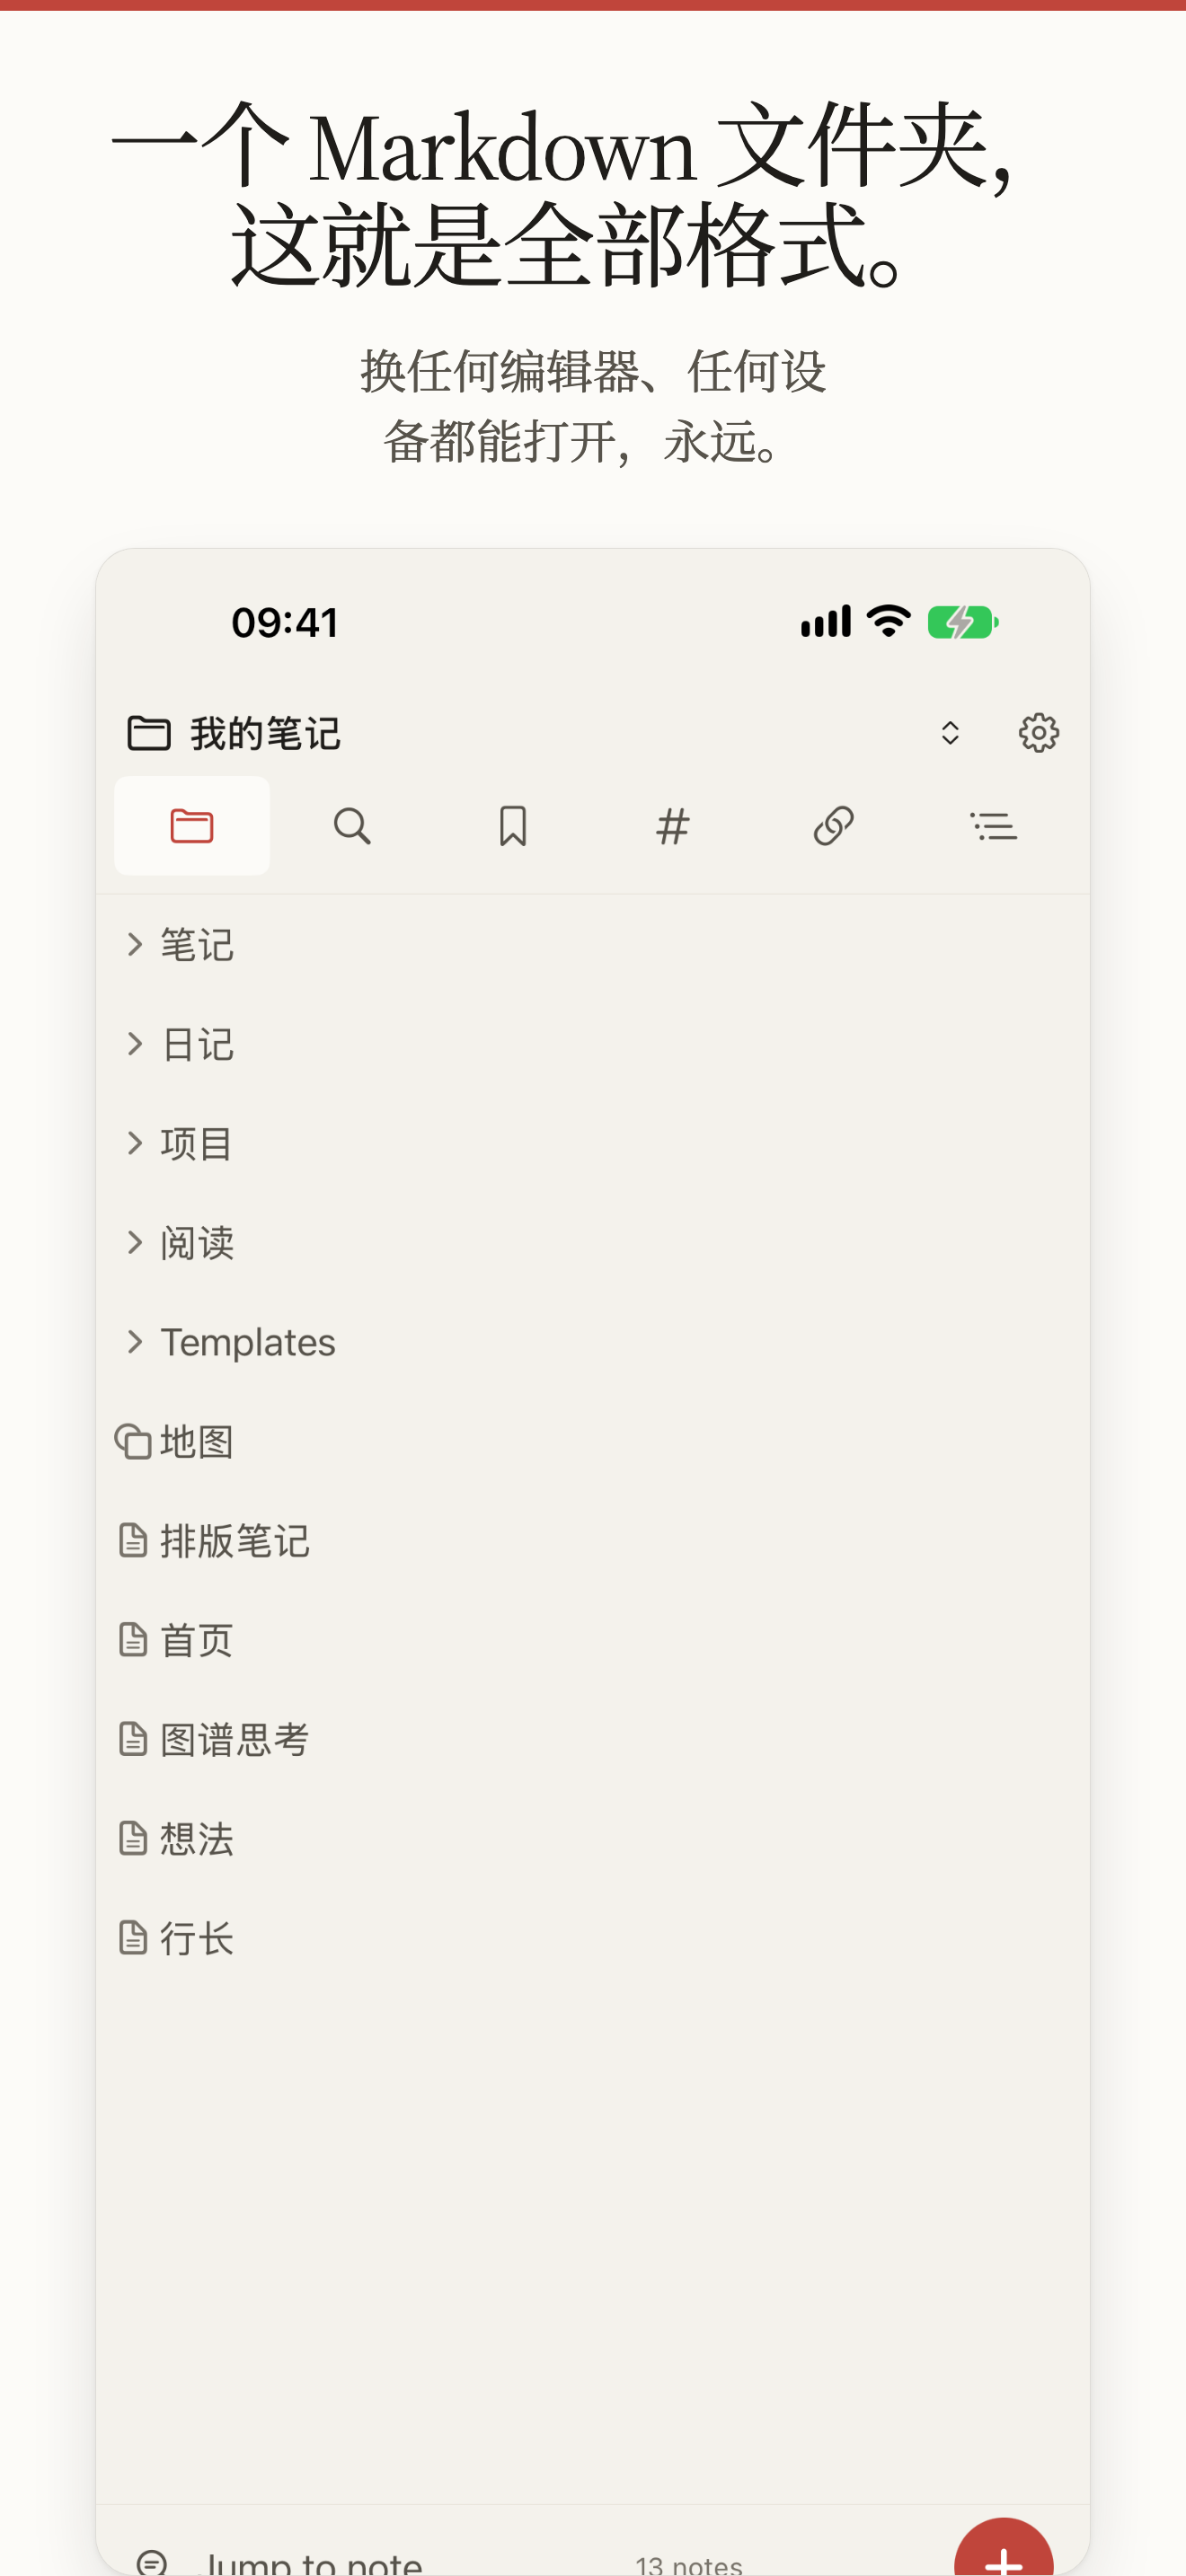 一个 Markdown 文件夹,
这就是全部格式。
换任何编辑器、任何设
备都能打开，永远。
09:41
我的笔记
笔记
日记
项目
阅读
Templates
地图
排版笔记
首页
图谱思考
想法
行长
Jump to note 13 notes